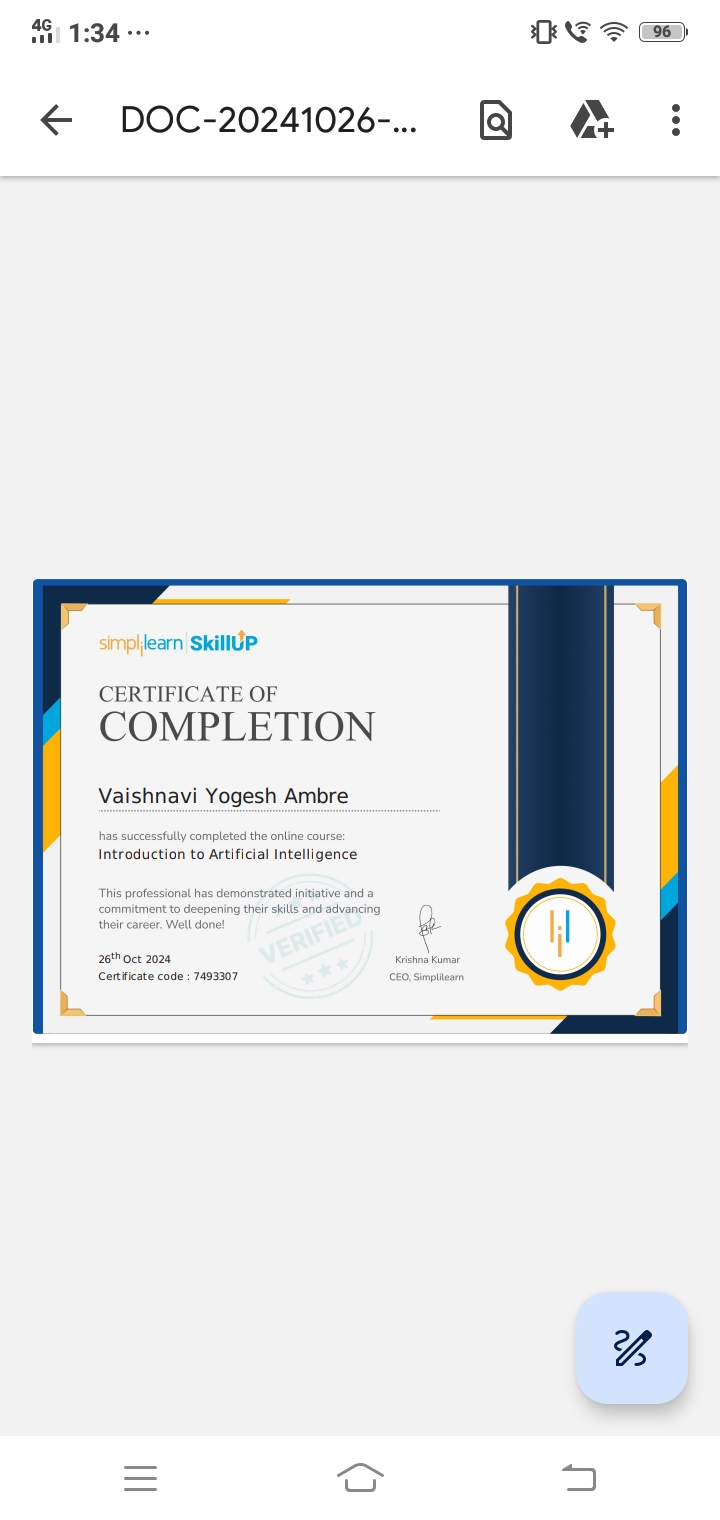 4G 1:34 ... 96
DOC-20241026-...
simplilearn | SkillUP
CERTIFICATE OF
COMPLETION
Vaishnavi Yogesh Ambre
has successfully completed the online course:
Introduction to Artificial Intelligence
This professional has demonstrated initiative and a
commitment to deepening their skills and advancing
their career. Well done!
VERIFIED
26th Oct 2024
Certificate code : 7493307
Krishna Kumar
CEO, Simplilearn